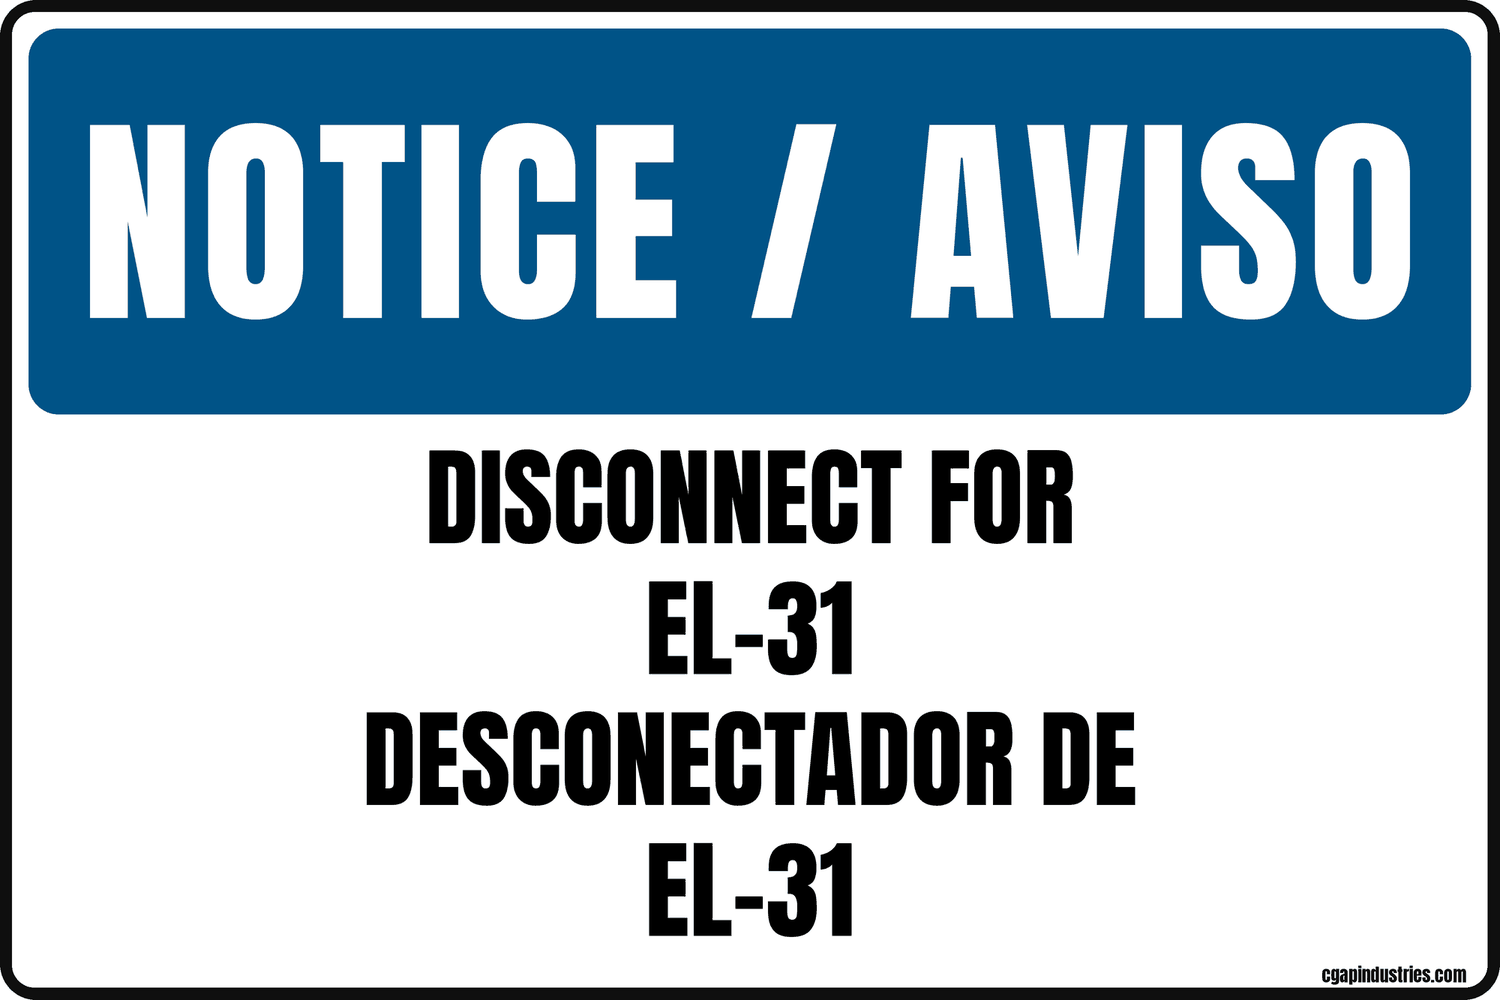 NOTICE / AVISO
DISCONNECT FOR
EL-31
DESCONECTADOR DE
EL-31
cgapindustries.com